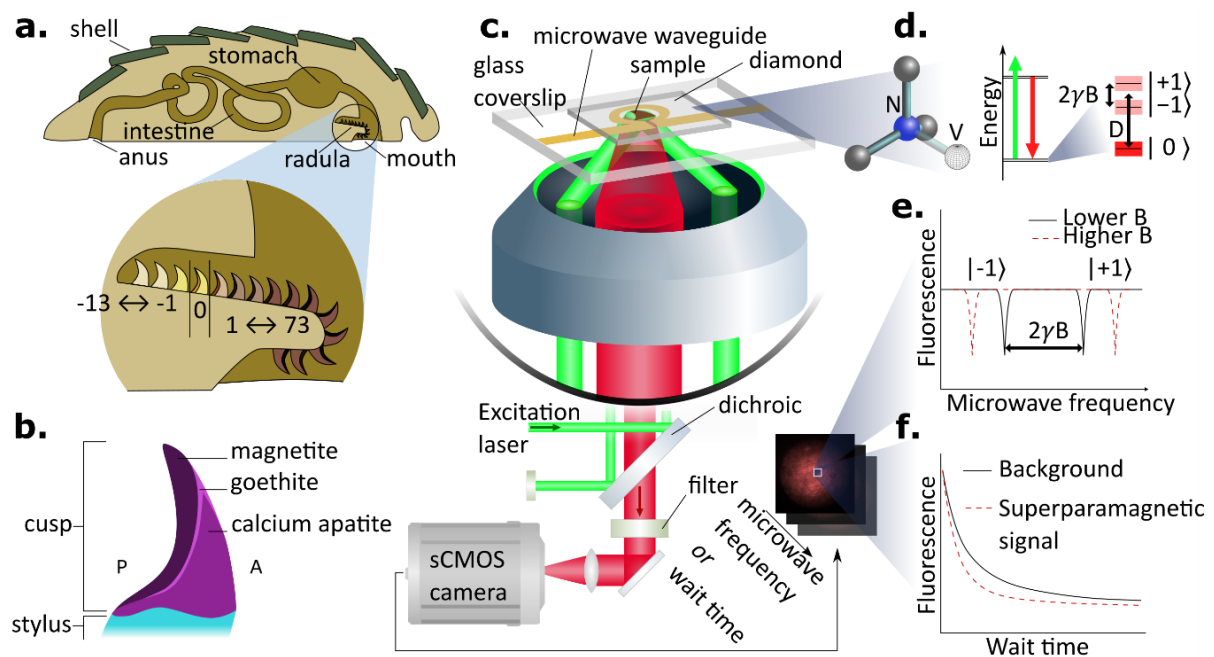 a.
shell
stomach
intestine
anus
radula
mouth
-13 ↔ -1
0
1 ↔ 73
b.
magnetite
goethite
calcium apatite
cusp
P
A
stylus
c.
microwave waveguide
sample
glass
coverslip
diamond
Excitation
laser
dichroic
filter
sCMOS
camera
microwave
frequency
or
wait time
d.
N
V
Energy
2γB
D
| +1⟩
| -1⟩
| 0 ⟩
e.
Lower B
Higher B
| -1⟩
| +1⟩
2γB
Fluorescence
Microwave frequency
f.
Background
Superparamagnetic
signal
Fluorescence
Wait time